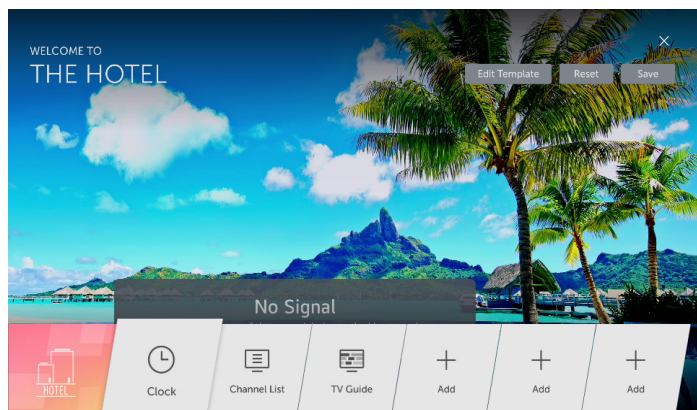 WELCOME TO
THE HOTEL
Edit Template
Reset
Save
No Signal
HOTEL
Clock
Channel List
TV Guide
Add
Add
Add